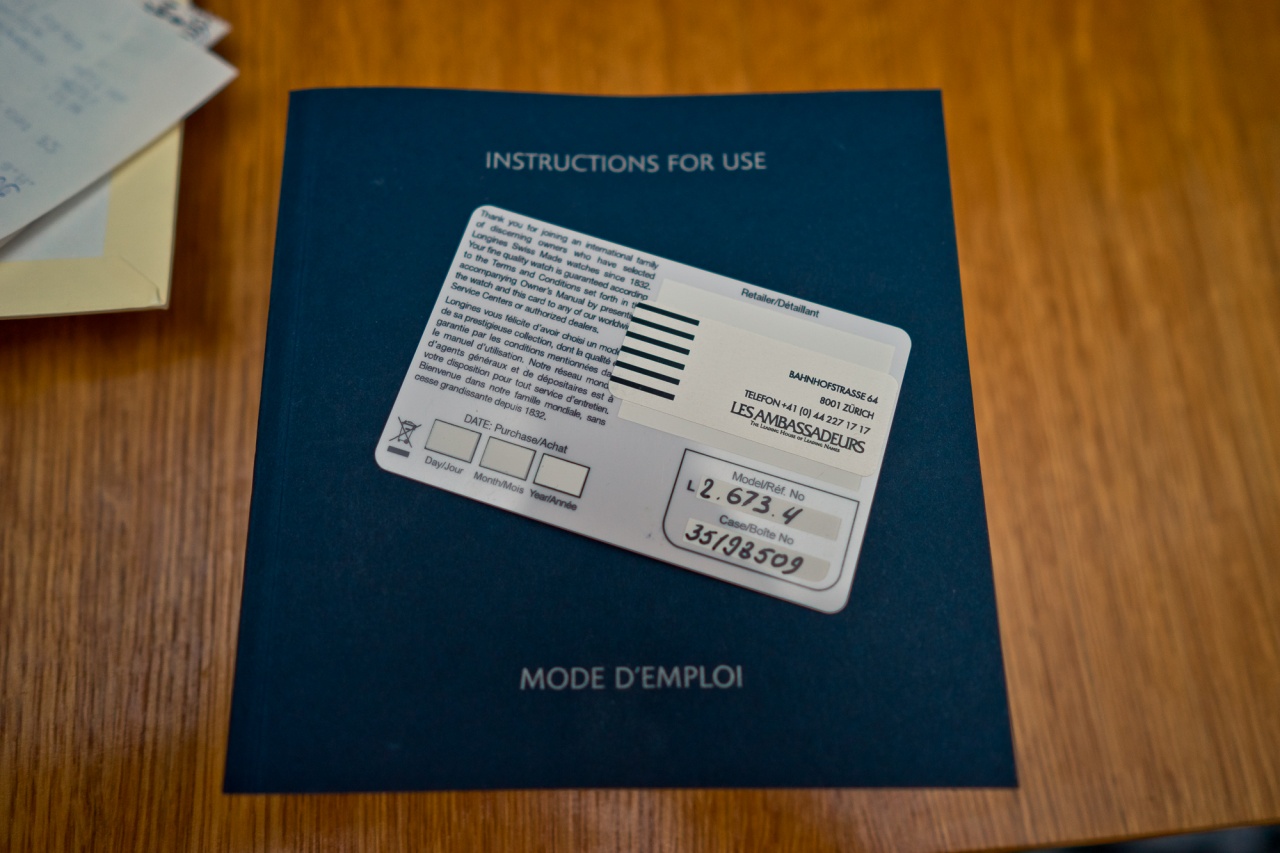 INSTRUCTIONS FOR USE
Thank you for joining an international family
of discerning owners who have selected
Longines Swiss Made watches since 1832.
Your fine quality watch is guaranteed according
to the Terms and Conditions set forth in
accompanying Owner's Manual by
the watch and this card to any of our
Service Centers or authorized dealers.
Longines vous félicite d'avoir choisi un
de sa prestigieuse collection, dont la qualité
garantie par les conditions mentionnées
le manuel d'utilisation. Notre réseau
d'agents généraux et de dépositaires est à
votre disposition pour tout service d'entretien.
Bienvenue dans notre famille mondiale, sans
cesse grandissante depuis 1832.
DATE: Purchase/Achat
Day/Jour Month/Mois Year/Année
Retailer/Détaillant
BAHNHOFSTRASSE 64
8001 ZÜRICH
TELEFON +41 (0) 44 227 17 17
LES AMBASSADEURS
THE LEADING HOUSE OF LEADING NAMES
Model/Réf. No
L2.673.4
Case/Boîte No
35198509
MODE D'EMPLOI